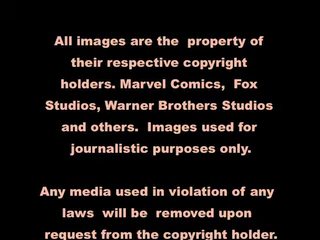 All images are the property of
their respective copyright
holders. Marvel Comics, Fox
Studios, Warner Brothers Studios
and others. Images used for
journalistic purposes only.
Any media used in violation of any
laws will be removed upon
request from the copyright holder.